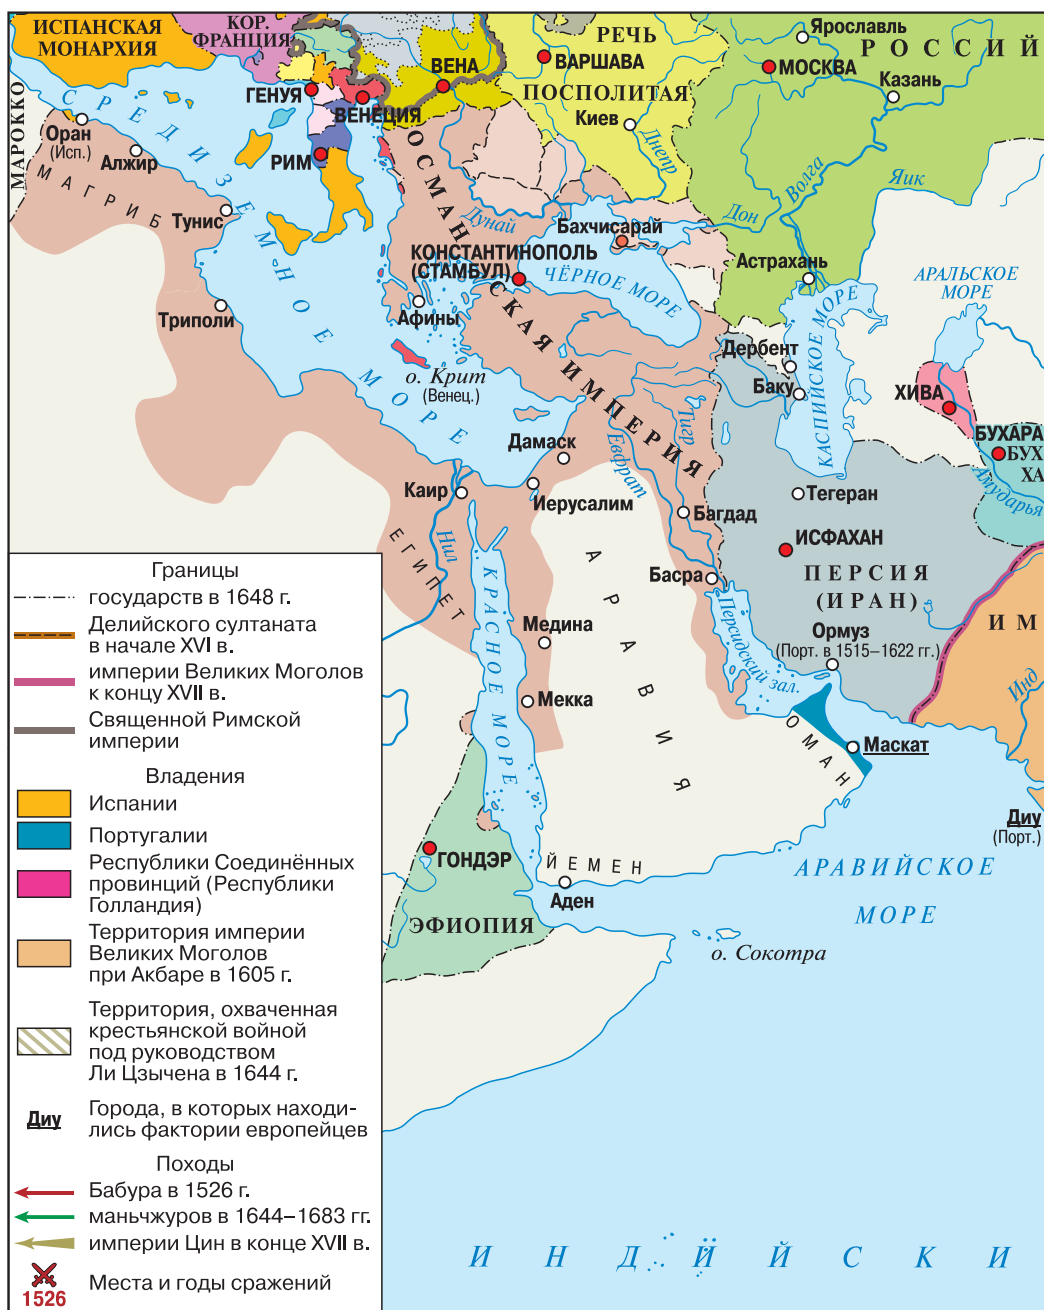 ИСПАНСКАЯ
МОНАРХИЯ
КОР.
ФРАНЦИЯ
РЕЧЬ
ПОСПОЛИТАЯ
ВАРШАВА
Ярославль
РОССИЙ
МОСКВА
Казань
ВЕНА
ГЕНУЯ
ВЕНЕЦИЯ
Киев
Днепр
МАРОККО
СРЕДИЗЕМНОЕ МОРЕ
Оран
(Исп.)
Алжир
РИМ
МАГРИБ
Тунис
ОСМАНСКАЯ ИМПЕРИЯ
Волга
Яик
Дунай
Дон
Бахчисарай
КОНСТАНТИНОПОЛЬ
(СТАМБУЛ)
ЧЁРНОЕ МОРЕ
Астрахань
АРАЛЬСКОЕ
МОРЕ
Триполи
Афины
КАСПИЙСКОЕ МОРЕ
Дербент
Баку
о. Крит
(Венец.)
ХИВА
БУХАРА
БУХ
ХА
Амударья
Дамаск
Тигр
Евфрат
Каир
Иерусалим
Тегеран
Багдад
Нил
ЕГИПЕТ
ИСФАХАН
Басра
ПЕРСИЯ
(ИРАН)
АРАВИЯ
КРАСНОЕ МОРЕ
Медина
Персидский зал.
Ормуз
(Порт. в 1515–1622 гг.)
ИМ
Инд
Мекка
ОМАН
Маскат
Диу
(Порт.)
ГОНДЭР
ЙЕМЕН
Аден
АРАВИЙСКОЕ
МОРЕ
ЭФИОПИЯ
о. Сокотра
ИНДИЙСКИ
Границы
государств в 1648 г.
Делийского султаната
в начале XVI в.
империи Великих Моголов
к концу XVII в.
Священной Римской
империи
Владения
Испании
Португалии
Республики Соединённых
провинций (Республики
Голландия)
Территория империи
Великих Моголов
при Акбаре в 1605 г.
Территория, охваченная
крестьянской войной
под руководством
Ли Цзычена в 1644 г.
Диу
Города, в которых находи-
лись фактории европейцев
Походы
Бабура в 1526 г.
маньчжуров в 1644–1683 гг.
империи Цин в конце XVII в.
1526
Места и годы сражений